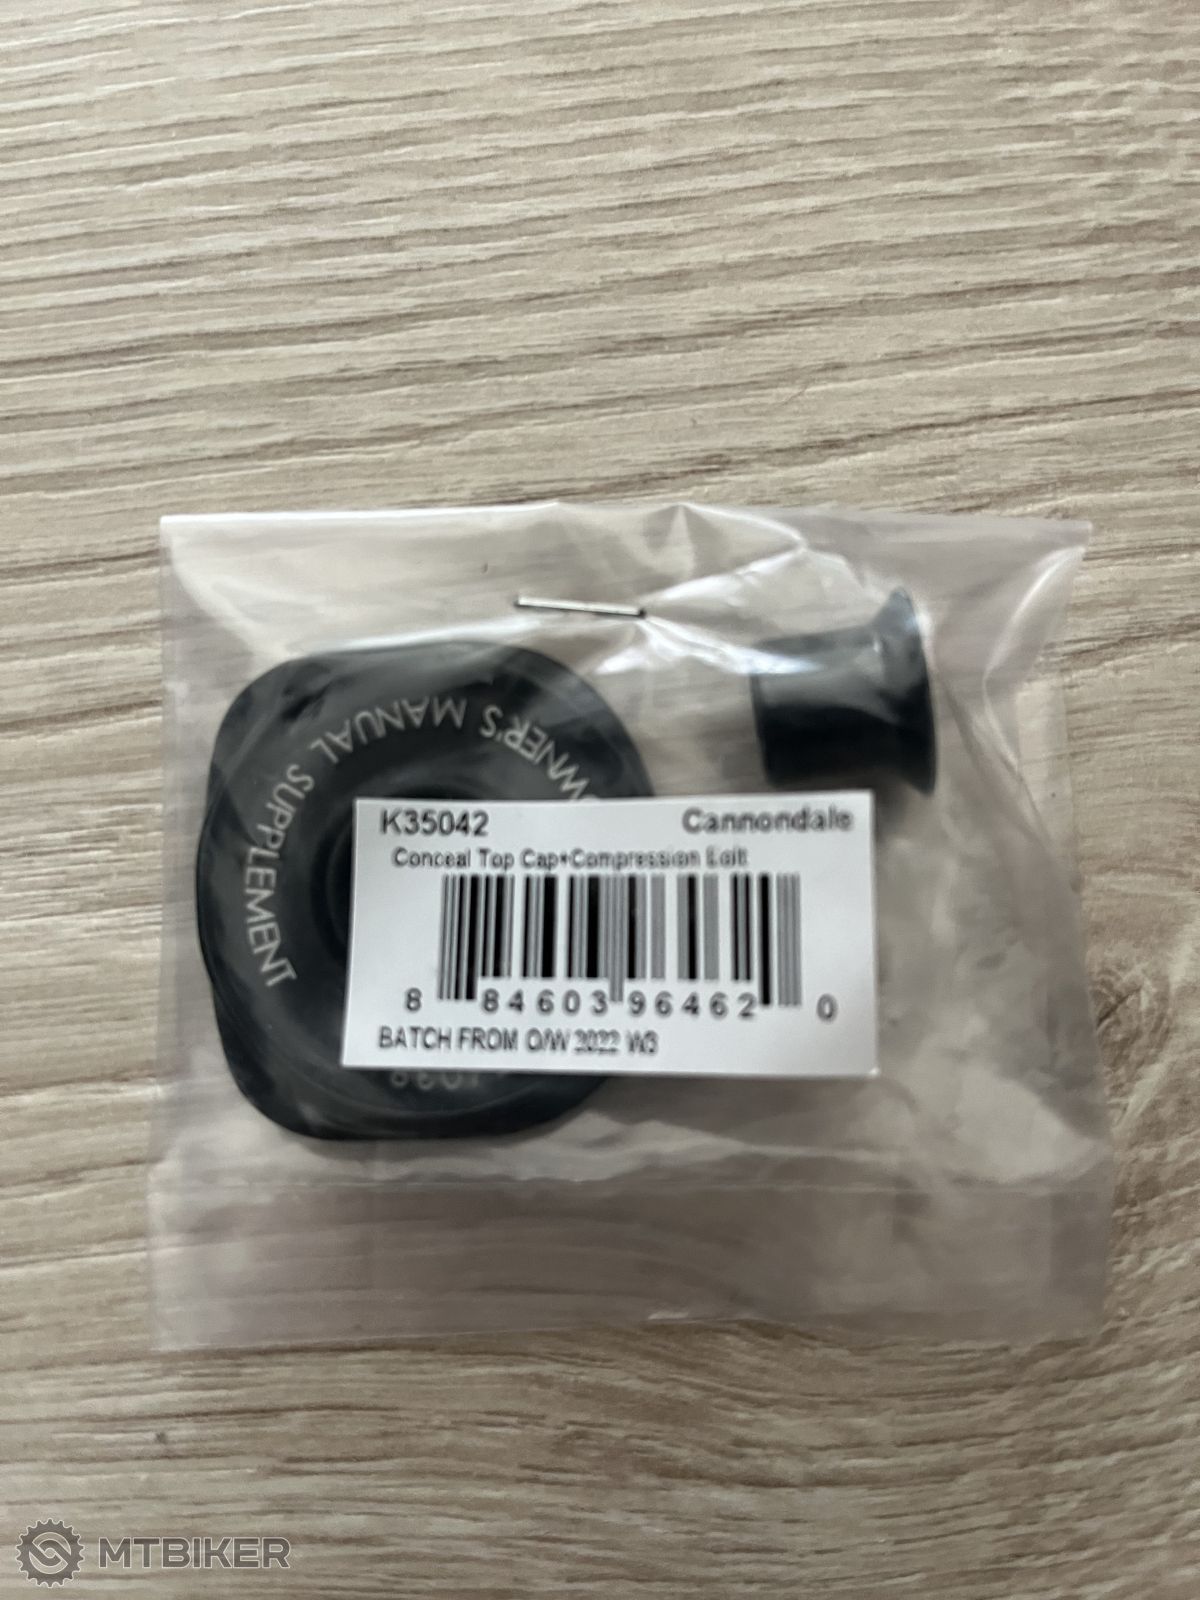 OWNER'S MANUAL SUPPLEMENT
K35042 Cannondale
Conceal Top Cap+Compression Bolt
8 84603 96462 0
BATCH FROM O/W 2022 W3
MTBIKER